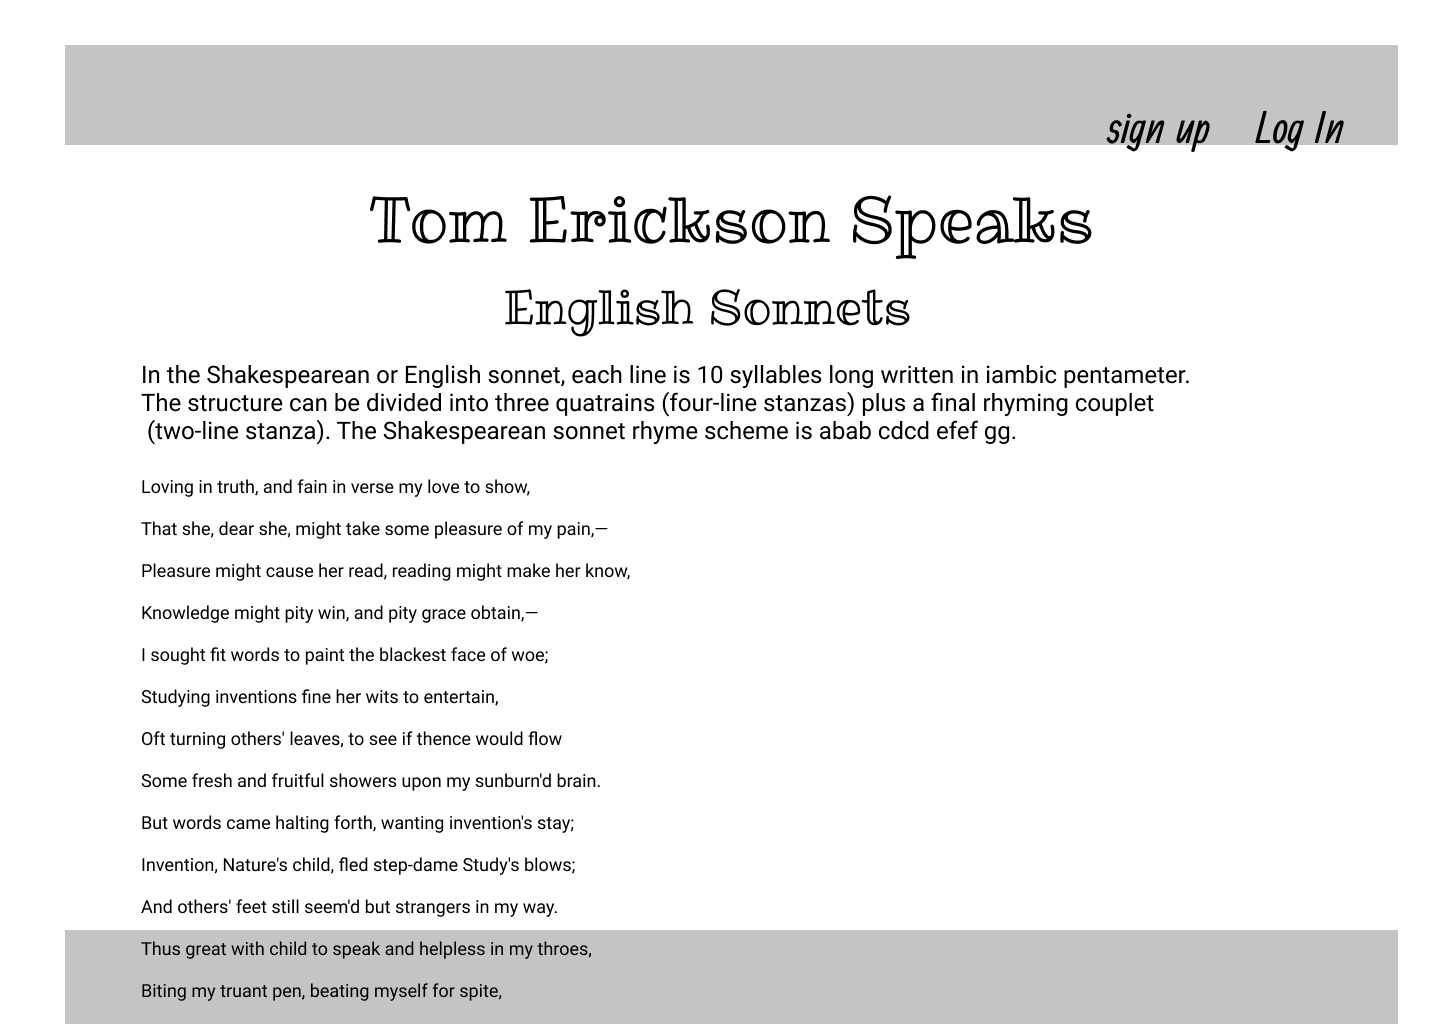 sign up Log In
Tom Erickson Speaks
English Sonnets
In the Shakespearean or English sonnet, each line is 10 syllables long written in iambic pentameter.
The structure can be divided into three quatrains (four-line stanzas) plus a final rhyming couplet
(two-line stanza). The Shakespearean sonnet rhyme scheme is abab cdcd efef gg.
Loving in truth, and fain in verse my love to show,
That she, dear she, might take some pleasure of my pain,—
Pleasure might cause her read, reading might make her know,
Knowledge might pity win, and pity grace obtain,—
I sought fit words to paint the blackest face of woe;
Studying inventions fine her wits to entertain,
Oft turning others' leaves, to see if thence would flow
Some fresh and fruitful showers upon my sunburn'd brain.
But words came halting forth, wanting invention's stay;
Invention, Nature's child, fled step-dame Study's blows;
And others' feet still seem'd but strangers in my way.
Thus great with child to speak and helpless in my throes,
Biting my truant pen, beating myself for spite,